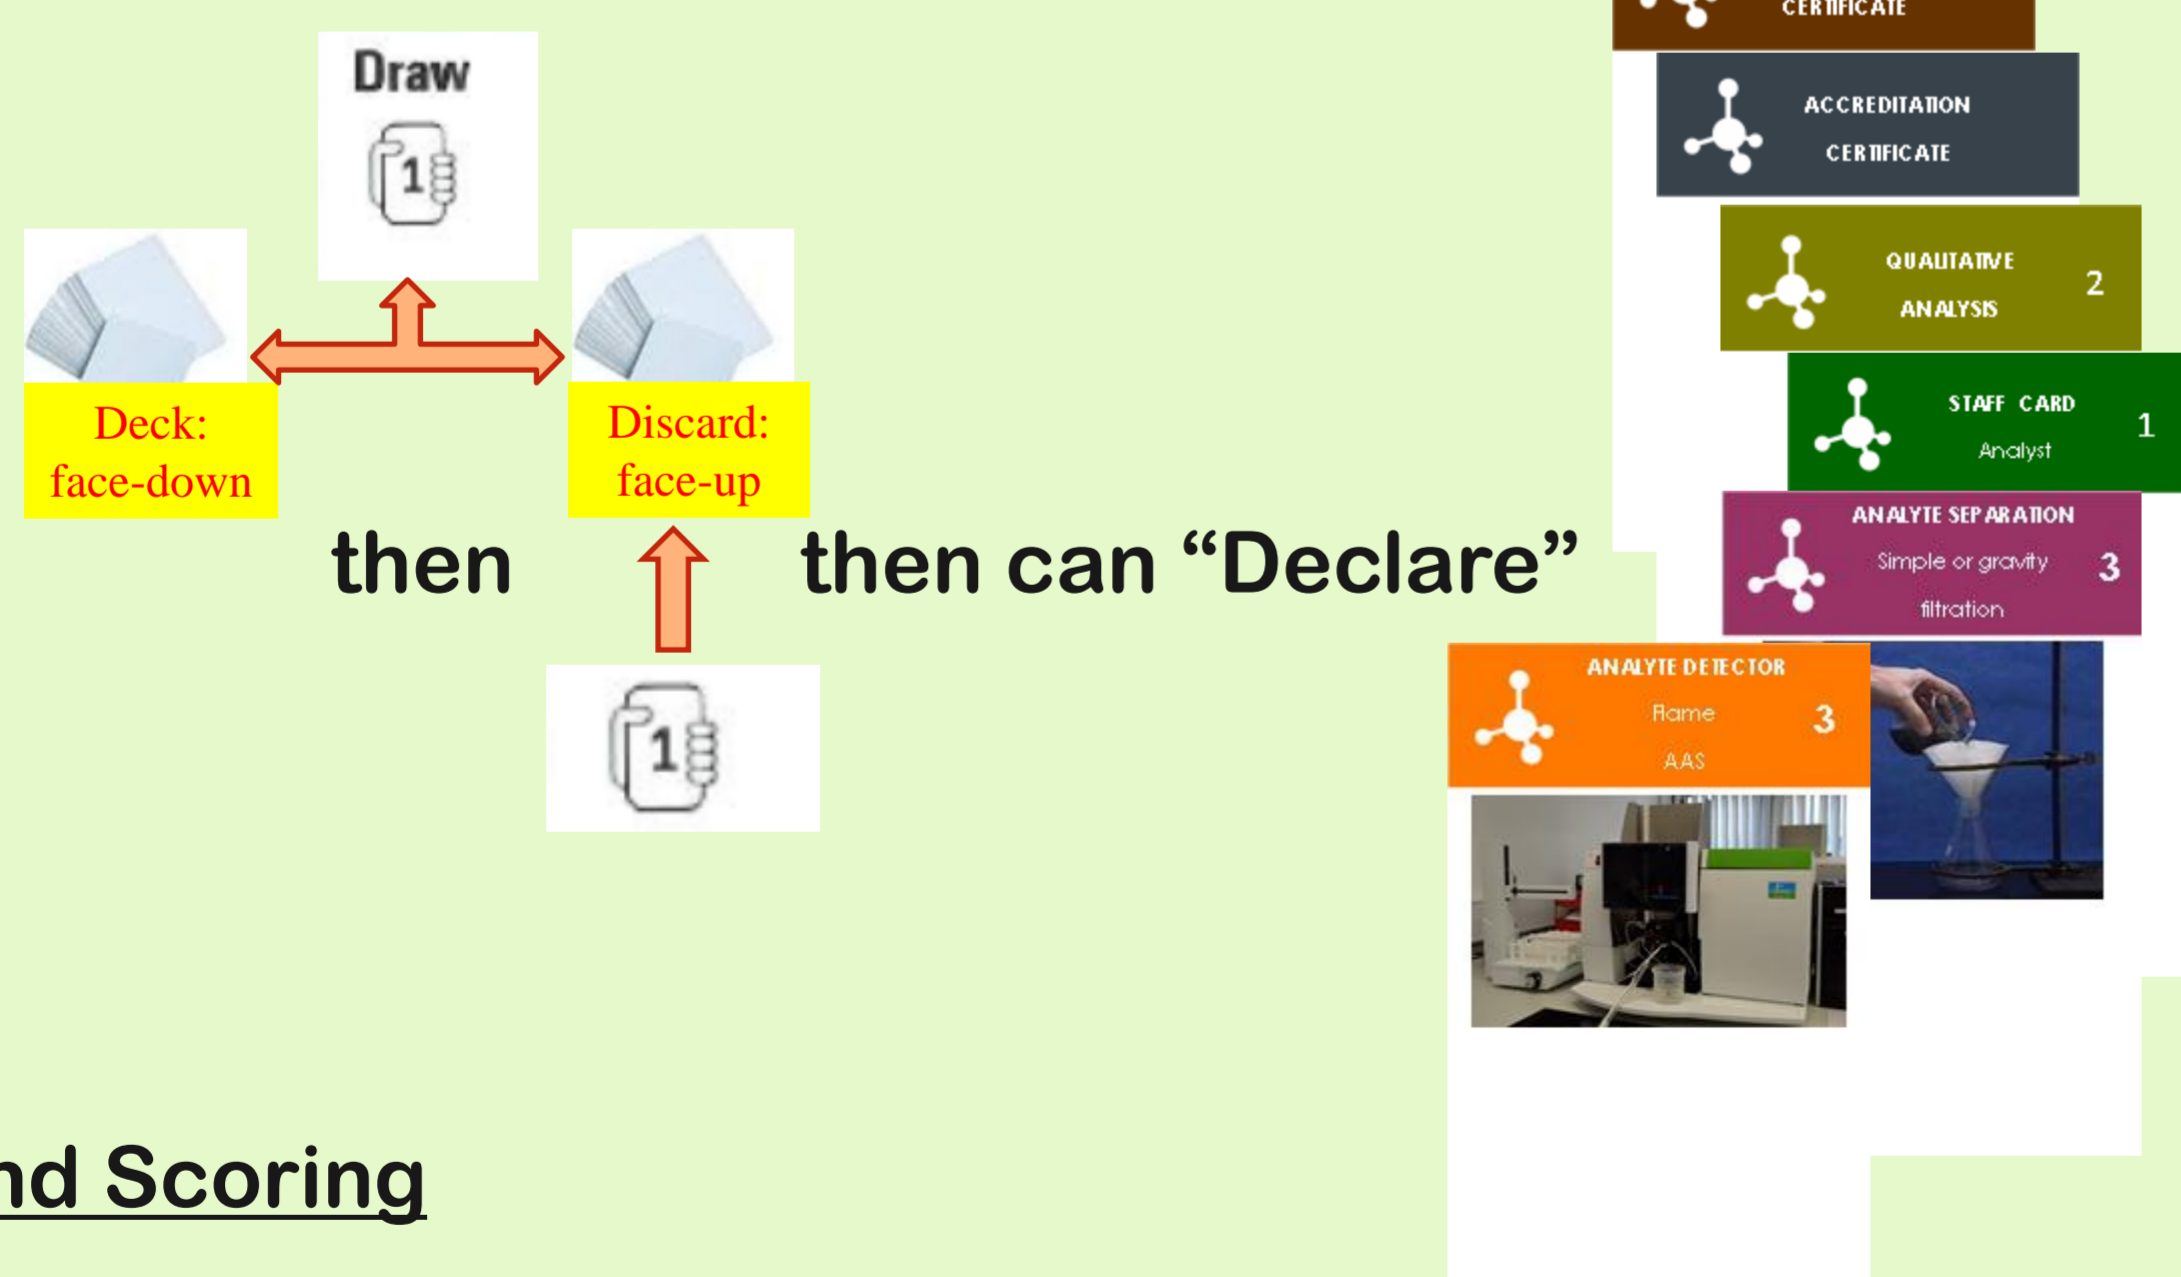 Draw
1
Deck:
face-down
Discard:
face-up
then
then can “Declare”
1
nd Scoring
CERTIFICATE
ACCREDITATION
CERTIFICATE
QUALITATIVE
2
ANALYSIS
STAFF CARD
1
Analyst
ANALYTE SEPARATION
Simple or gravity
3
filtration
ANALYTE DETECTOR
Flame
3
AAS